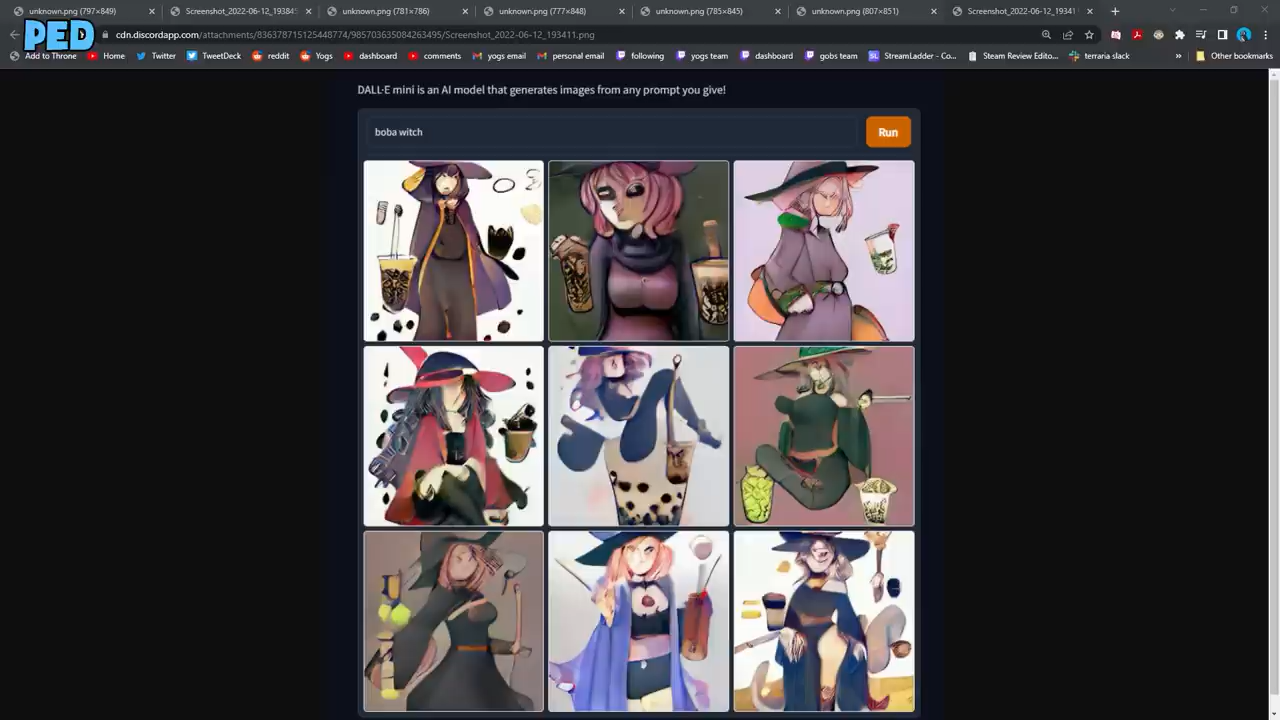 unknown.png (797×849)
Screenshot_2022-06-12_19384
unknown.png (781×786)
unknown.png (777×848)
unknown.png (785×845)
unknown.png (807×851)
Screenshot_2022-06-12_19341
PED
cdn.discordapp.com/attachments/836378715125448774/985703635084263495/Screenshot_2022-06-12_193411.png
Add to Throne
Home
Twitter
TweetDeck
reddit
Yogs
dashboard
comments
yogs email
personal email
following
yogs team
dashboard
gobs team
StreamLadder - Co...
Steam Review Edito...
terraria slack
»
Other bookmarks
DALL·E mini is an AI model that generates images from any prompt you give!
boba witch
Run